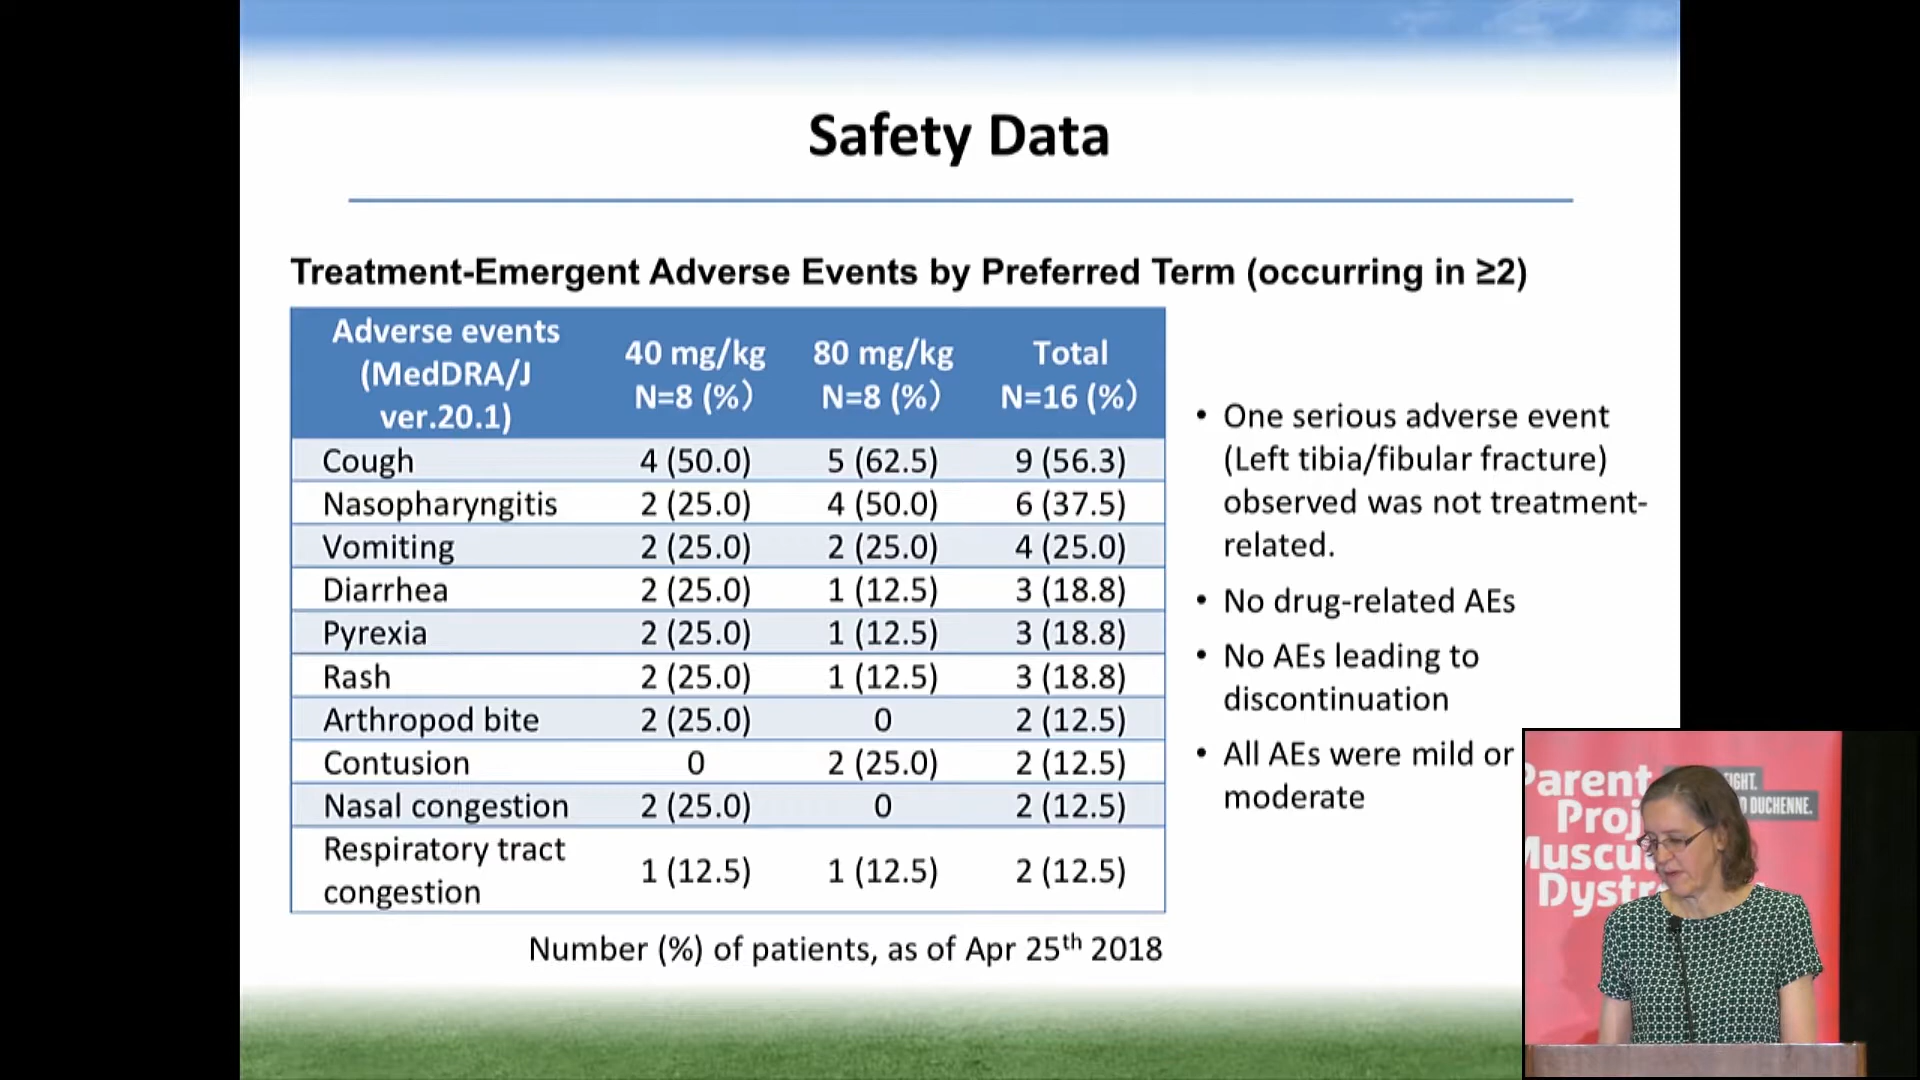 Safety Data
Treatment-Emergent Adverse Events by Preferred Term (occurring in ≥2)
Adverse events (MedDRA/J ver.20.1) 40 mg/kg N=8 (%) 80 mg/kg N=8 (%) Total N=16 (%)
Cough 4 (50.0) 5 (62.5) 9 (56.3)
Nasopharyngitis 2 (25.0) 4 (50.0) 6 (37.5)
Vomiting 2 (25.0) 2 (25.0) 4 (25.0)
Diarrhea 2 (25.0) 1 (12.5) 3 (18.8)
Pyrexia 2 (25.0) 1 (12.5) 3 (18.8)
Rash 2 (25.0) 1 (12.5) 3 (18.8)
Arthropod bite 2 (25.0) 0 2 (12.5)
Contusion 0 2 (25.0) 2 (12.5)
Nasal congestion 2 (25.0) 0 2 (12.5)
Respiratory tract congestion 1 (12.5) 1 (12.5) 2 (12.5)
Number (%) of patients, as of Apr 25th 2018
• One serious adverse event
(Left tibia/fibular fracture)
observed was not treatment-
related.
• No drug-related AEs
• No AEs leading to
discontinuation
• All AEs were mild or
moderate
Parent
Proj
Muscu
Dyst
DUCHENNE.